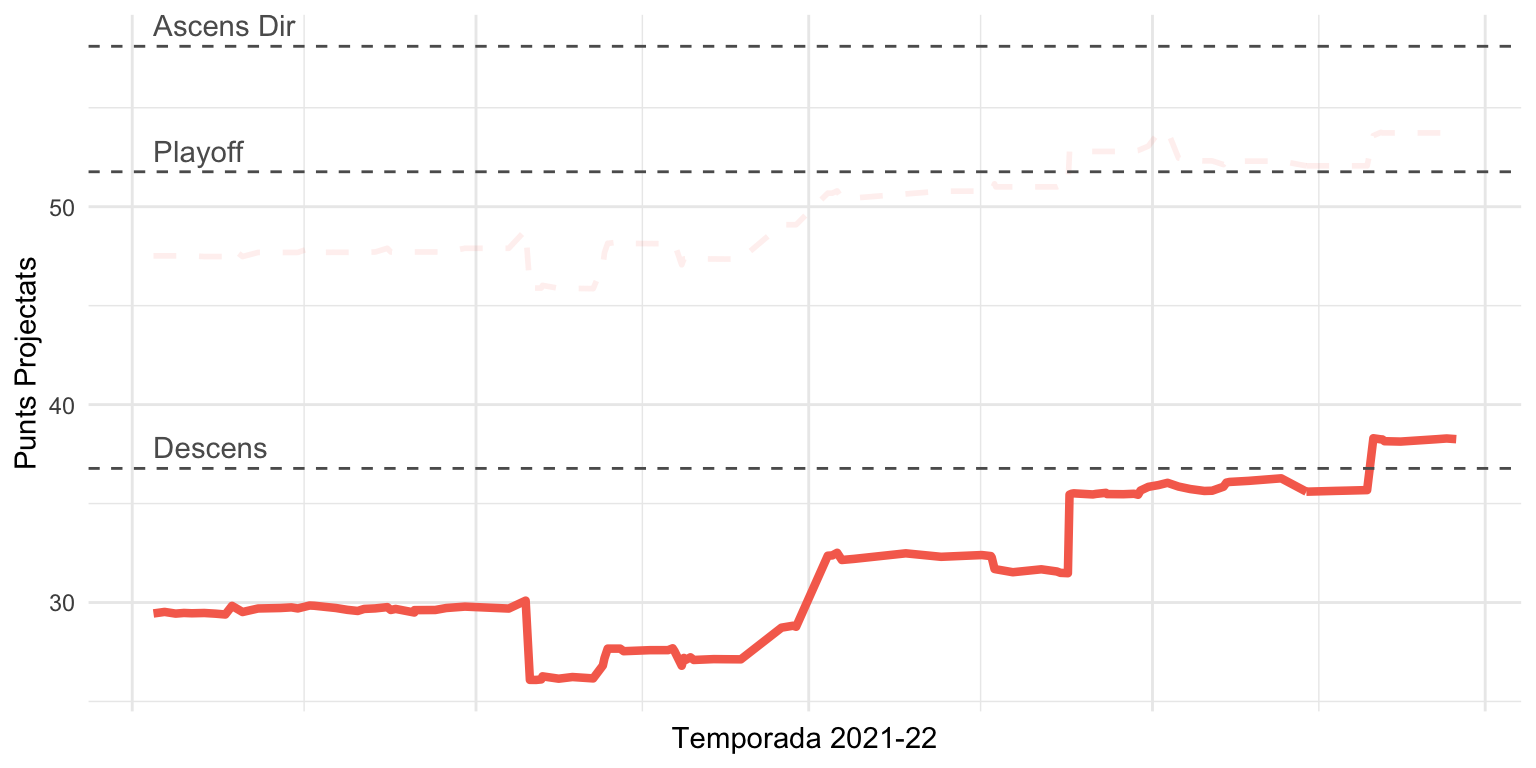 Ascens Dir
Playoff
50
40
Descens
30
Punts Projectats
Temporada 2021-22